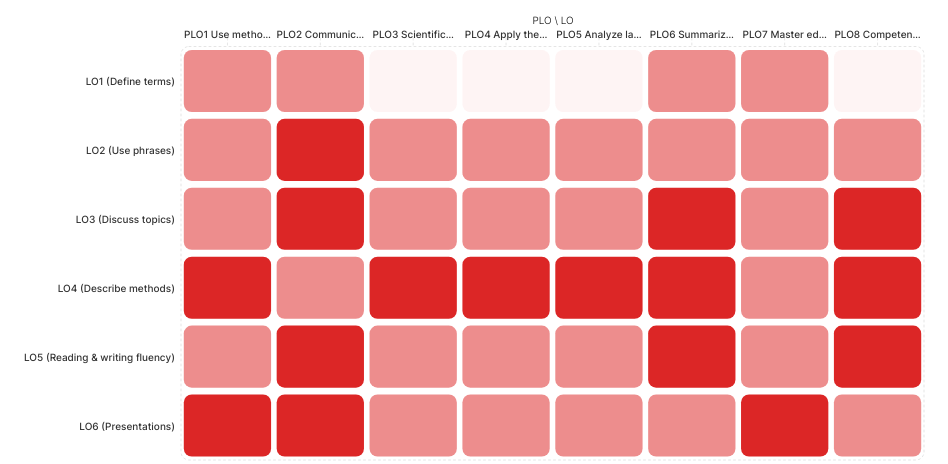 PLO \ LO
PLO1 Use metho... PLO2 Communic... PLO3 Scientific... PLO4 Apply the... PLO5 Analyze la... PLO6 Summariz... PLO7 Master ed... PLO8 Competen...
LO1 (Define terms)
LO2 (Use phrases)
LO3 (Discuss topics)
LO4 (Describe methods)
LO5 (Reading & writing fluency)
LO6 (Presentations)